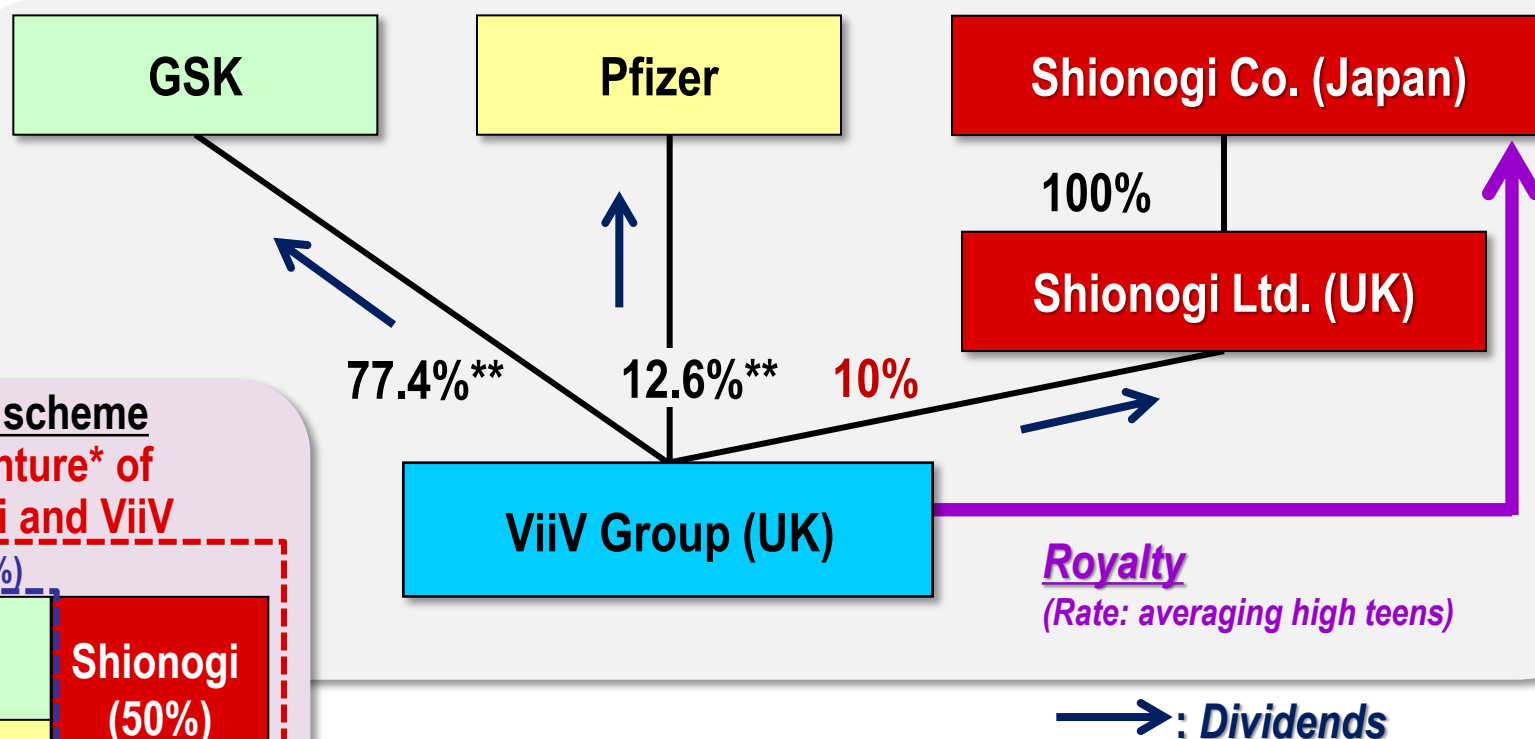 GSK
Pfizer
Shionogi Co. (Japan)
100%
Shionogi Ltd. (UK)
77.4%**
12.6%**
10%
ViiV Group (UK)
Royalty
(Rate: averaging high teens)
scheme
nture* of
i and ViiV
%)
Shionogi
(50%)
: Dividends